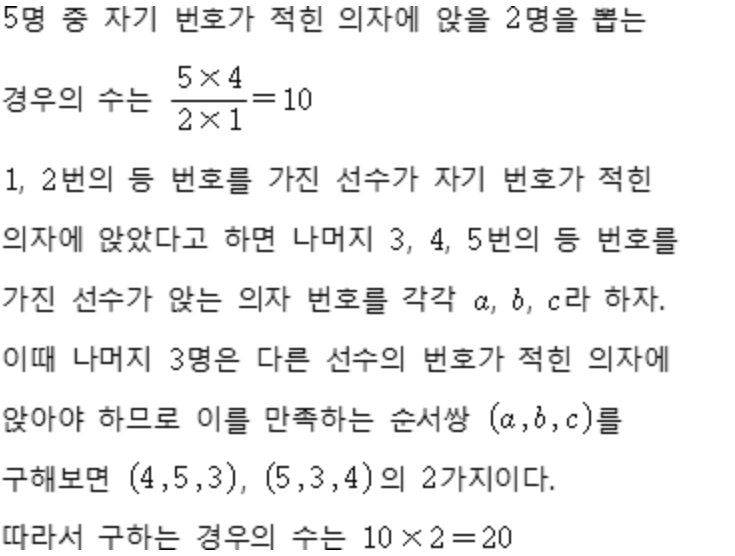 5명 중 자기 번호가 적힌 의자에 앉을 2명을 뽑는
경우의 수는 \frac{5×4}{2×1}=10
1, 2번의 등 번호를 가진 선수가 자기 번호가 적힌
의자에 앉았다고 하면 나머지 3, 4, 5번의 등 번호를
가진 선수가 앉는 의자 번호를 각각 a, b, c라 하자.
이때 나머지 3명은 다른 선수의 번호가 적힌 의자에
앉아야 하므로 이를 만족하는 순서쌍 (a,b,c)를
구해보면 (4,5,3), (5,3,4)의 2가지이다.
따라서 구하는 경우의 수는 10×2=20